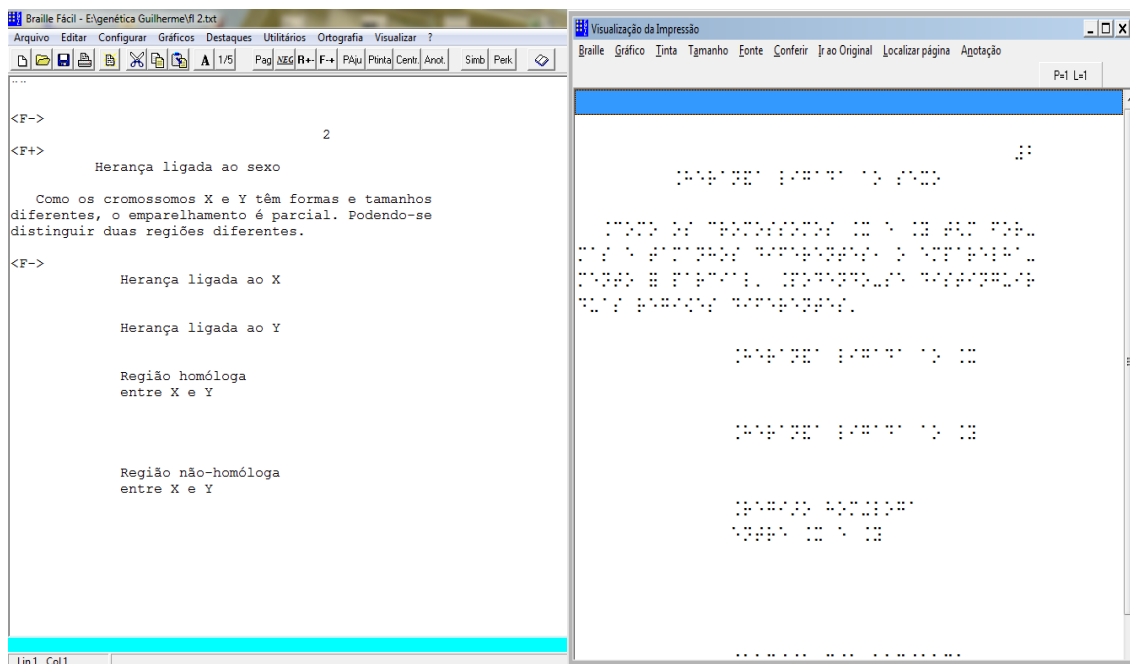 Braille Fácil - E:\genética Guilherme\fl 2.txt
Arquivo Editar Configurar Gráficos Destaques Utilitários Ortografia Visualizar ?
A 1/5 Pag NEG R+- F-+ PAju Ptinta Centr. Anot. Simb Perk
<F->
2
<F+>
Herança ligada ao sexo
Como os cromossomos X e Y têm formas e tamanhos
diferentes, o emparelhamento é parcial. Podendo-se
distinguir duas regiões diferentes.
<F->
Herança ligada ao X
Herança ligada ao Y
Região homóloga
entre X e Y
Região não-homóloga
entre X e Y
Lin1 Col1
Visualização da Impressão
Braille Gráfico Tinta Tamanho Fonte Conferir Ir ao Original Localizar página Anotação
P=1 L=1
⠼⠃
⠨⠓⠑⠗⠁⠝⠯⠁ ⠇⠊⠛⠁⠙⠁ ⠁⠕ ⠎⠑⠭⠕
⠨⠉⠕⠍⠕ ⠕⠎ ⠉⠗⠕⠍⠕⠎⠎⠕⠍⠕⠎ ⠨⠭ ⠑ ⠨⠽ ⠞⠣⠍ ⠋⠕⠗⠤
⠍⠁⠎ ⠑ ⠞⠁⠍⠁⠝⠓⠕⠎ ⠙⠊⠋⠑⠗⠑⠝⠞⠑⠎⠂ ⠕ ⠑⠍⠏⠁⠗⠑⠇⠓⠁⠤
⠍⠑⠝⠞⠕ ⠿ ⠏⠁⠗⠉⠊⠁⠇⠄ ⠨⠏⠕⠙⠑⠝⠙⠕⠤⠎⠑ ⠙⠊⠎⠞⠊⠝⠛⠥⠊⠗
⠙⠥⠁⠎ ⠗⠑⠛⠊⠪⠑⠎ ⠙⠊⠋⠑⠗⠑⠝⠞⠑⠎⠄
⠨⠓⠑⠗⠁⠝⠯⠁ ⠇⠊⠛⠁⠙⠁ ⠁⠕ ⠨⠭
⠨⠓⠑⠗⠁⠝⠯⠁ ⠇⠊⠛⠁⠙⠁ ⠁⠕ ⠨⠽
⠨⠗⠑⠛⠊⠜⠕ ⠓⠕⠍⠬⠇⠕⠛⠁
⠑⠝⠞⠗⠑ ⠨⠭ ⠑ ⠨⠽